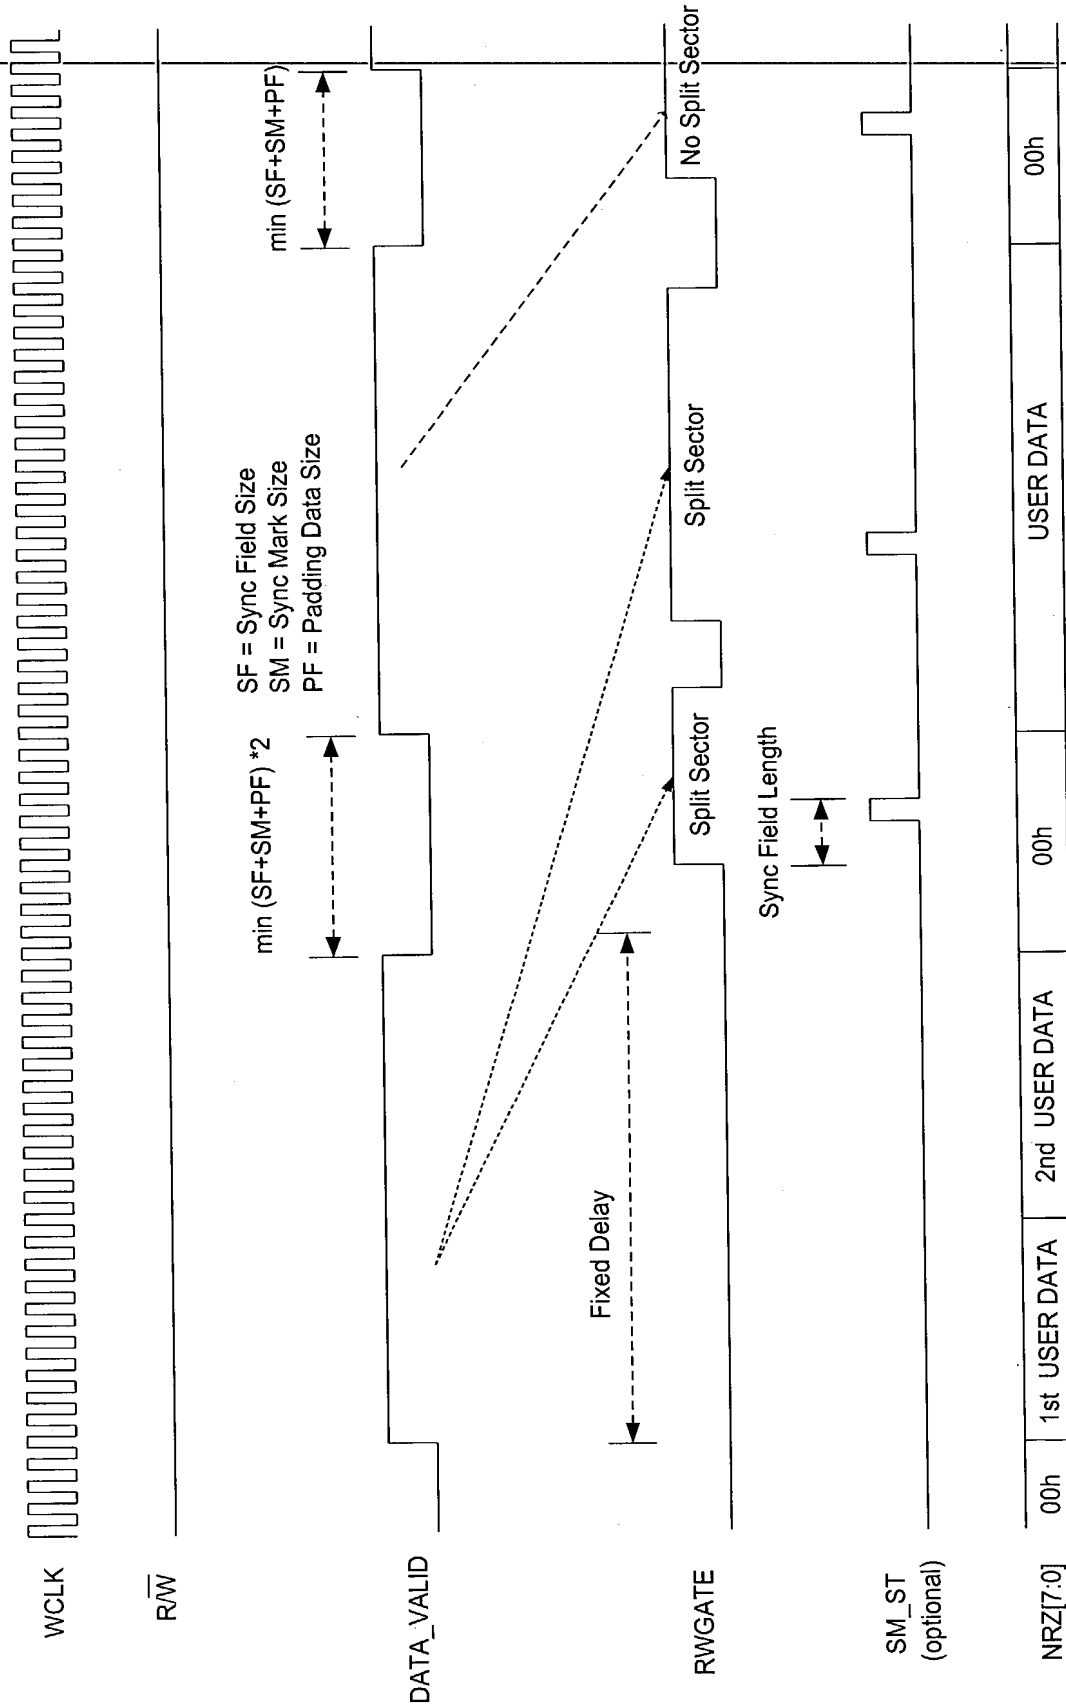 WCLK
R/W̅
DATA_VALID
min (SF+SM+PF) *2
SF = Sync Field Size
SM = Sync Mark Size
PF = Padding Data Size
min (SF+SM+PF)
RWGATE
Fixed Delay
Split Sector
Split Sector
No Split Sector
SM_ST
(optional)
Sync Field Length
NRZ[7:0]
00h
1st USER DATA
2nd USER DATA
00h
USER DATA
00h